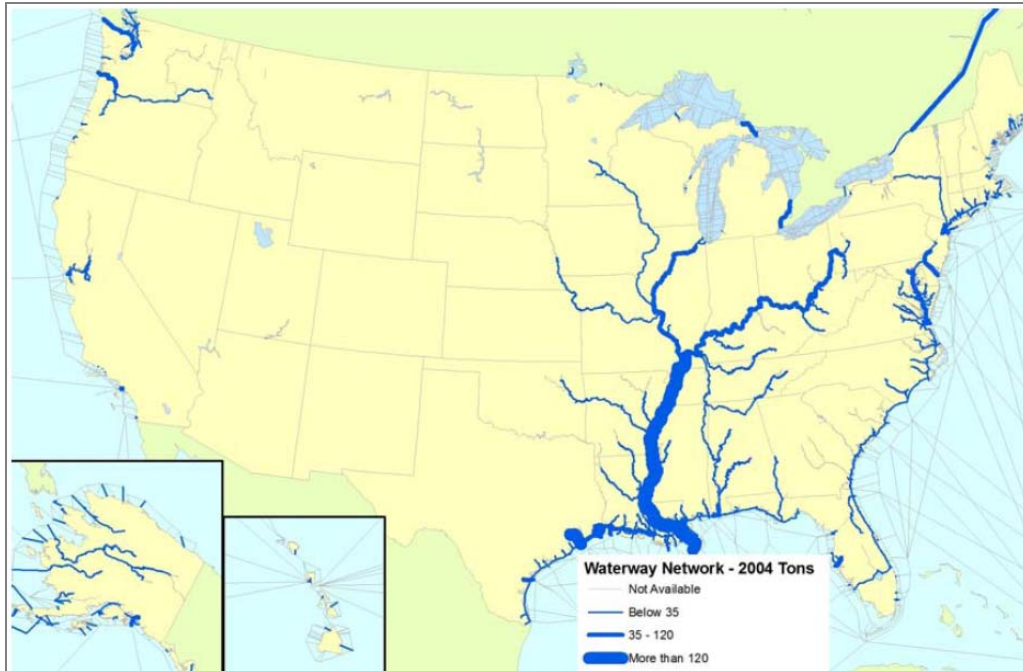 Waterway Network - 2004 Tons
Not Available
Below 35
35 - 120
More than 120